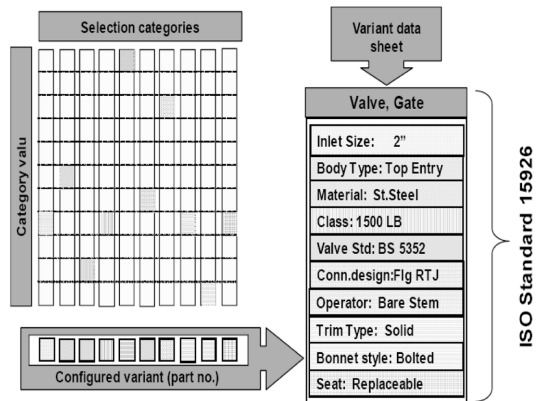 Selection categories
Category valu
Variant data
sheet
Valve, Gate
Inlet Size: 2"
Body Type: Top Entry
Material: St.Steel
Class: 1500 LB
Valve Std: BS 5352
Conn.design:Flg RTJ
Operator: Bare Stem
Trim Type: Solid
Bonnet style: Bolted
Seat: Replaceable
ISO Standard 15926
Configured variant (part no.)